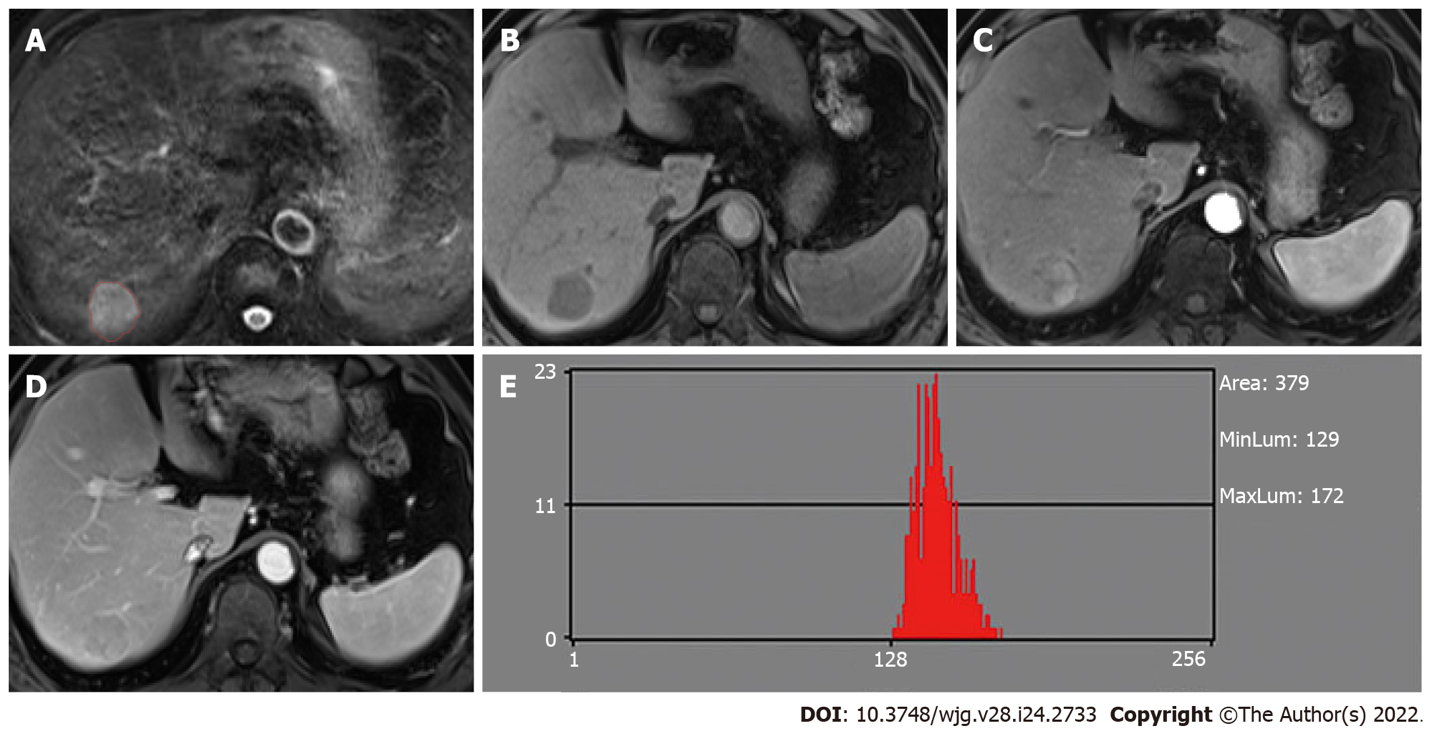 A
B
C
D
E
23
11
0
1
128
256
Area: 379
MinLum: 129
MaxLum: 172
DOI: 10.3748/wjg.v28.i24.2733 Copyright ©The Author(s) 2022.